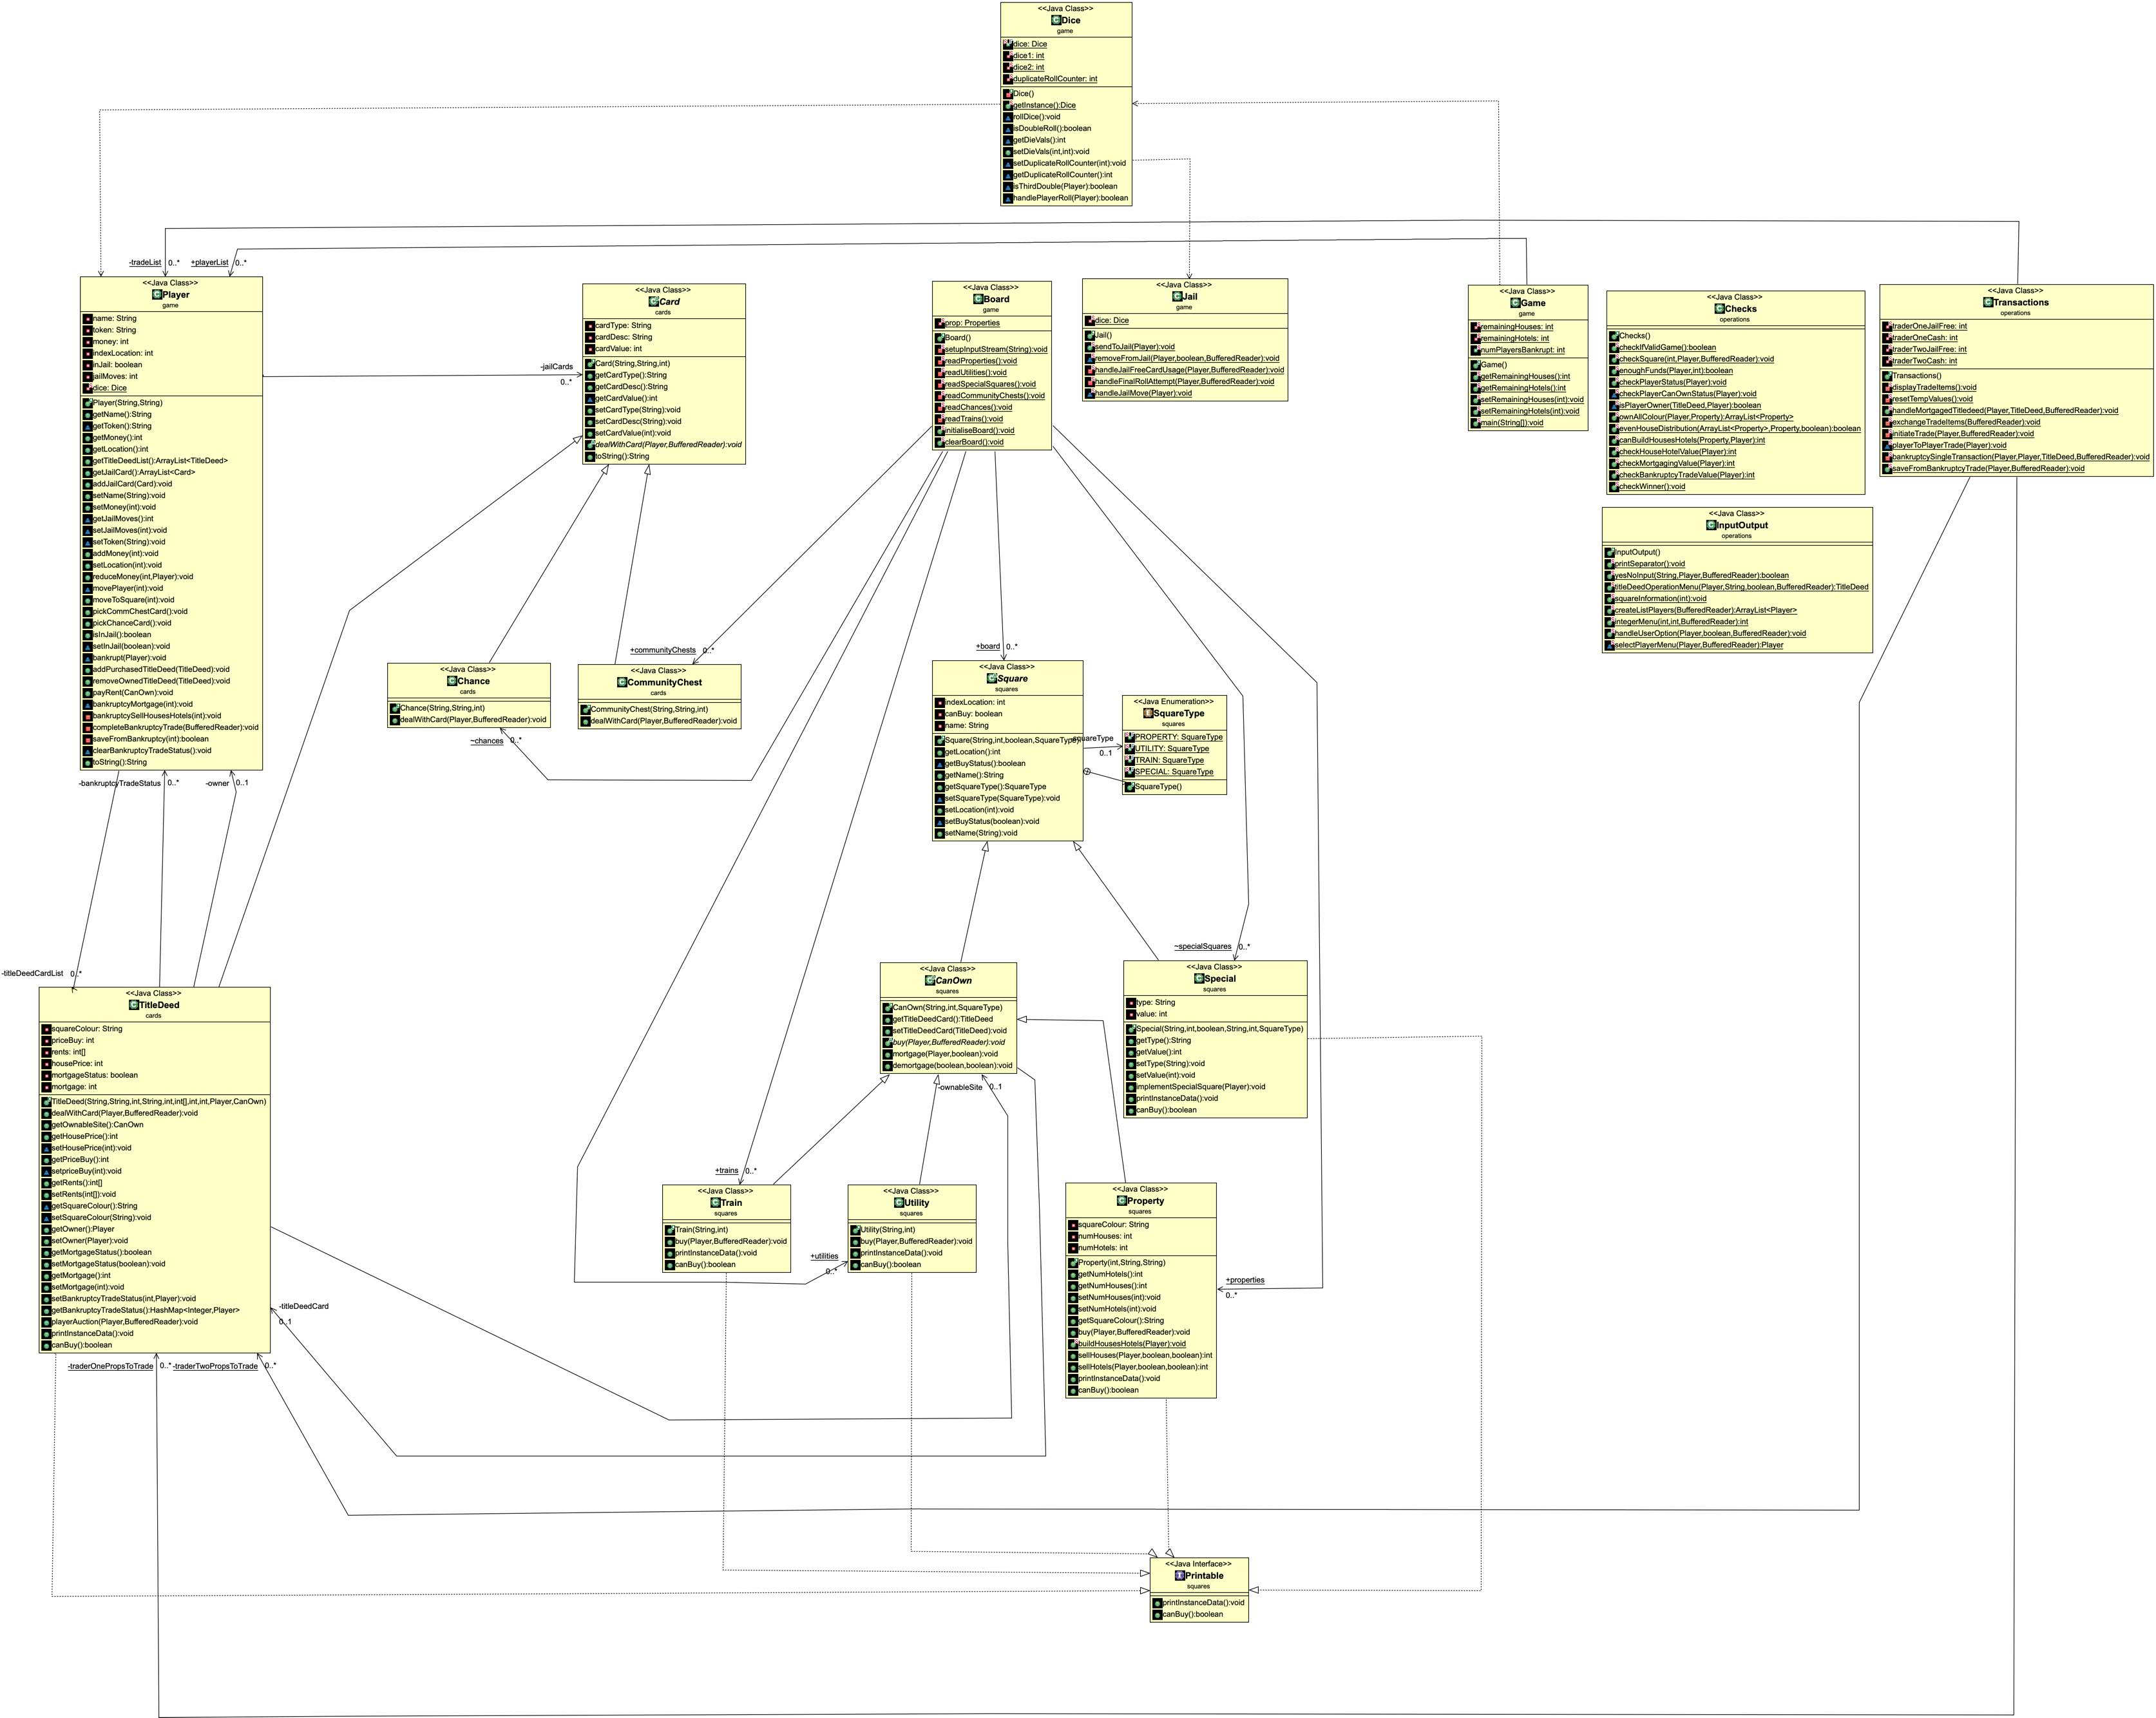 <<Java Class>>
Dice
game
dice: Dice
dice1: int
dice2: int
duplicateRollCounter: int
Dice()
getInstance():Dice
rollDice():void
isDoubleRoll():boolean
getDieVals():int
setDieVals(int,int):void
setDuplicateRollCounter(int):void
getDuplicateRollCounter():int
isThirdDouble(Player):boolean
handlePlayerRoll(Player):boolean
-tradeList
0..*
+playerList
0..*
<<Java Class>>
Player
game
name: String
token: String
money: int
indexLocation: int
inJail: boolean
jailMoves: int
dice: Dice
Player(String,String)
getName():String
getToken():String
getMoney():int
getLocation():int
getTitleDeedList():ArrayList<TitleDeed>
getJailCard():ArrayList<Card>
addJailCard(Card):void
setName(String):void
setMoney(int):void
getJailMoves():int
setJailMoves(int):void
setToken(String):void
addMoney(int):void
setLocation(int):void
reduceMoney(int,Player):void
movePlayer(int):void
moveToSquare(int):void
pickCommChestCard():void
pickChanceCard():void
isInJail():boolean
setInJail(boolean):void
bankrupt(Player):void
addPurchasedTitleDeed(TitleDeed):void
removeOwnedTitleDeed(TitleDeed):void
payRent(CanOwn):void
bankruptcyMortgage(int):void
bankruptcySellHousesHotels(int):void
completeBankruptcyTrade(BufferedReader):void
saveFromBankruptcy(int):boolean
clearBankruptcyTradeStatus():void
toString():String
-jailCards
0..*
<<Java Class>>
Card
cards
cardType: String
cardDesc: String
cardValue: int
Card(String,String,int)
getCardType():String
getCardDesc():String
getCardValue():int
setCardType(String):void
setCardDesc(String):void
setCardValue(int):void
dealWithCard(Player,BufferedReader):void
toString():String
<<Java Class>>
Board
game
prop: Properties
Board()
setupInputStream(String):void
readProperties():void
readUtilities():void
readSpecialSquares():void
readCommunityChests():void
readChances():void
readTrains():void
initialiseBoard():void
clearBoard():void
<<Java Class>>
Jail
game
dice: Dice
Jail()
sendToJail(Player):void
removeFromJail(Player,boolean,BufferedReader):void
handleJailFreeCardUsage(Player,BufferedReader):void
handleFinalRollAttempt(Player,BufferedReader):void
handleJailMove(Player):void
<<Java Class>>
Game
game
remainingHouses: int
remainingHotels: int
numPlayersBankrupt: int
Game()
getRemainingHouses():int
getRemainingHotels():int
setRemainingHouses(int):void
setRemainingHotels(int):void
main(String[]):void
<<Java Class>>
Checks
operations
Checks()
checkIfValidGame():boolean
checkSquare(int,Player,BufferedReader):void
enoughFunds(Player,int):boolean
checkPlayerStatus(Player):void
checkPlayerCanOwnStatus(Player):void
isPlayerOwner(TitleDeed,Player):boolean
ownAllColour(Player,Property):ArrayList<Property>
evenHouseDistribution(ArrayList<Property>,Property,boolean):boolean
canBuildHousesHotels(Property,Player):int
checkHouseHotelValue(Player):int
checkMortgagingValue(Player):int
checkBankruptcyTradeValue(Player):int
checkWinner():void
<<Java Class>>
Transactions
operations
traderOneJailFree: int
traderOneCash: int
traderTwoJailFree: int
traderTwoCash: int
Transactions()
displayTradeItems():void
resetTempValues():void
handleMortgagedTitledeed(Player,TitleDeed,BufferedReader):void
exchangeTradeItems(BufferedReader):void
initiateTrade(Player,BufferedReader):void
playerToPlayerTrade(Player):void
bankruptcySingleTransaction(Player,Player,TitleDeed,BufferedReader):void
saveFromBankruptcyTrade(Player,BufferedReader):void
<<Java Class>>
InputOutput
operations
InputOutput()
printSeparator():void
yesNoInput(String,Player,BufferedReader):boolean
titleDeedOperationMenu(Player,String,boolean,BufferedReader):TitleDeed
squareInformation(int):void
createListPlayers(BufferedReader):ArrayList<Player>
integerMenu(int,int,BufferedReader):int
handleUserOption(Player,boolean,BufferedReader):void
selectPlayerMenu(Player,BufferedReader):Player
<<Java Class>>
Chance
cards
Chance(String,String,int)
dealWithCard(Player,BufferedReader):void
~chances
0..*
+communityChests
0..*
<<Java Class>>
CommunityChest
cards
CommunityChest(String,String,int)
dealWithCard(Player,BufferedReader):void
+board
0..*
<<Java Class>>
Square
squares
indexLocation: int
canBuy: boolean
name: String
Square(String,int,boolean,SquareType)
getLocation():int
getBuyStatus():boolean
getName():String
getSquareType():SquareType
setSquareType(SquareType):void
setLocation(int):void
setBuyStatus(boolean):void
setName(String):void
-squareType
0..1
<<Java Enumeration>>
SquareType
squares
PROPERTY: SquareType
UTILITY: SquareType
TRAIN: SquareType
SPECIAL: SquareType
SquareType()
-bankruptcyTradeStatus
0..*
-owner
0..1
-titleDeedCardList
0..*
<<Java Class>>
TitleDeed
cards
squareColour: String
priceBuy: int
rents: int[]
housePrice: int
mortgageStatus: boolean
mortgage: int
TitleDeed(String,String,int,String,int,int[],int,int,Player,CanOwn)
dealWithCard(Player,BufferedReader):void
getOwnableSite():CanOwn
getHousePrice():int
setHousePrice(int):void
getPriceBuy():int
setpriceBuy(int):void
getRents():int[]
setRents(int[]):void
getSquareColour():String
setSquareColour(String):void
getOwner():Player
setOwner(Player):void
getMortgageStatus():boolean
setMortgageStatus(boolean):void
getMortgage():int
setMortgage(int):void
setBankruptcyTradeStatus(int,Player):void
getBankruptcyTradeStatus():HashMap<Integer,Player>
playerAuction(Player,BufferedReader):void
printInstanceData():void
canBuy():boolean
-titleDeedCard
0..1
-traderOnePropsToTrade
0..*
-traderTwoPropsToTrade
0..*
<<Java Class>>
CanOwn
squares
CanOwn(String,int,SquareType)
getTitleDeedCard():TitleDeed
setTitleDeedCard(TitleDeed):void
buy(Player,BufferedReader):void
mortgage(Player,boolean):void
demortgage(boolean,boolean):void
-ownableSite
0..1
~specialSquares
0..*
<<Java Class>>
Special
squares
type: String
value: int
Special(String,int,boolean,String,int,SquareType)
getType():String
getValue():int
setType(String):void
setValue(int):void
implementSpecialSquare(Player):void
printInstanceData():void
canBuy():boolean
+trains
0..*
<<Java Class>>
Train
squares
Train(String,int)
buy(Player,BufferedReader):void
printInstanceData():void
canBuy():boolean
+utilities
0..*
<<Java Class>>
Utility
squares
Utility(String,int)
buy(Player,BufferedReader):void
printInstanceData():void
canBuy():boolean
<<Java Class>>
Property
squares
squareColour: String
numHouses: int
numHotels: int
Property(int,String,String)
getNumHotels():int
getNumHouses():int
setNumHouses(int):void
setNumHotels(int):void
getSquareColour():String
buy(Player,BufferedReader):void
buildHousesHotels(Player):void
sellHouses(Player,boolean,boolean):int
sellHotels(Player,boolean,boolean):int
printInstanceData():void
canBuy():boolean
+properties
0..*
<<Java Interface>>
Printable
squares
printInstanceData():void
canBuy():boolean